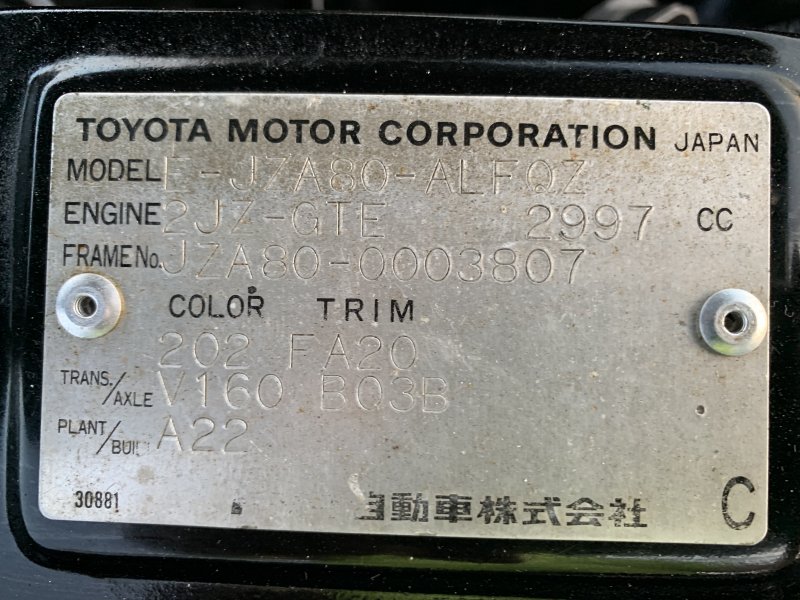 TOYOTA MOTOR CORPORATION JAPAN
MODEL E-JZA80-ALFQZ
ENGINE 2JZ-GTE 2997 CC
FRAME No. JZA80-0003807
COLOR TRIM
202 FA20
TRANS./AXLE V160 B03B
PLANT/BUIL A22
30881 自動車株式会社 C